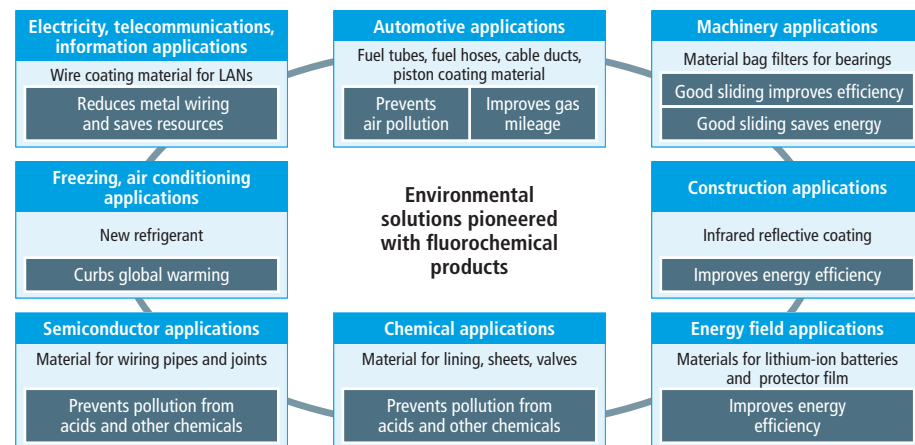 Electricity, telecommunications,
information applications
Wire coating material for LANs
Reduces metal wiring
and saves resources
Automotive applications
Fuel tubes, fuel hoses, cable ducts,
piston coating material
Prevents
air pollution
Improves gas
mileage
Machinery applications
Material bag filters for bearings
Good sliding improves efficiency
Good sliding saves energy
Freezing, air conditioning
applications
New refrigerant
Curbs global warming
Environmental
solutions pioneered
with fluorochemical
products
Construction applications
Infrared reflective coating
Improves energy efficiency
Semiconductor applications
Material for wiring pipes and joints
Prevents pollution from
acids and other chemicals
Chemical applications
Material for lining, sheets, valves
Prevents pollution from
acids and other chemicals
Energy field applications
Materials for lithium-ion batteries
and protector film
Improves energy
efficiency